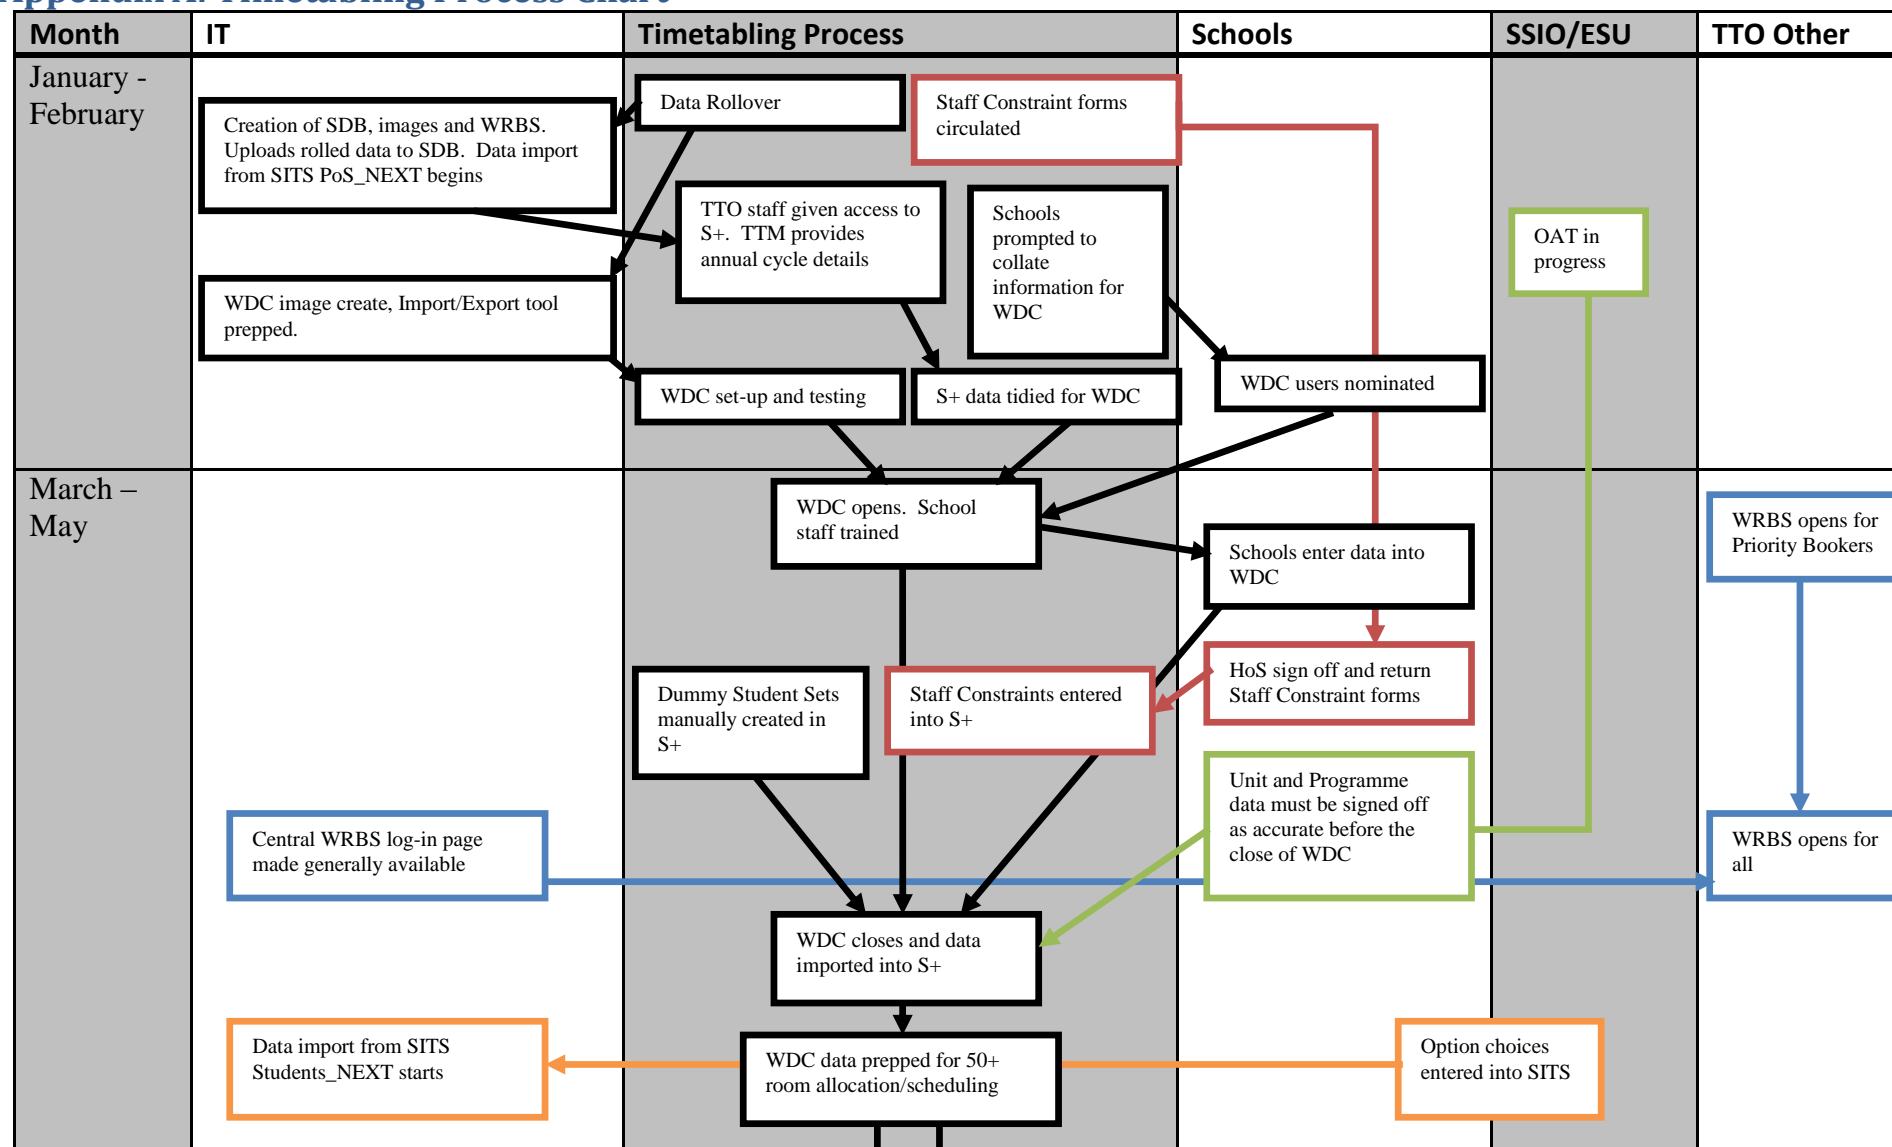 Appendix A: Timetabling Process Chart
Month
IT
Timetabling Process
Schools
SSIO/ESU
TTO Other
January -
February
Data Rollover
Staff Constraint forms
circulated
Creation of SDB, images and WRBS.
Uploads rolled data to SDB.  Data import
from SITS PoS_NEXT begins
TTO staff given access to
S+.  TTM provides
annual cycle details
Schools
prompted to
collate
information for
WDC
OAT in
progress
WDC image create, Import/Export tool
prepped.
WDC set-up and testing
S+ data tidied for WDC
WDC users nominated
March –
May
WDC opens.  School
staff trained
Schools enter data into
WDC
WRBS opens for
Priority Bookers
Dummy Student Sets
manually created in
S+
Staff Constraints entered
into S+
HoS sign off and return
Staff Constraint forms
Unit and Programme
data must be signed off
as accurate before the
close of WDC
Central WRBS log-in page
made generally available
WRBS opens for
all
WDC closes and data
imported into S+
Data import from SITS
Students_NEXT starts
WDC data prepped for 50+
room allocation/scheduling
Option choices
entered into SITS